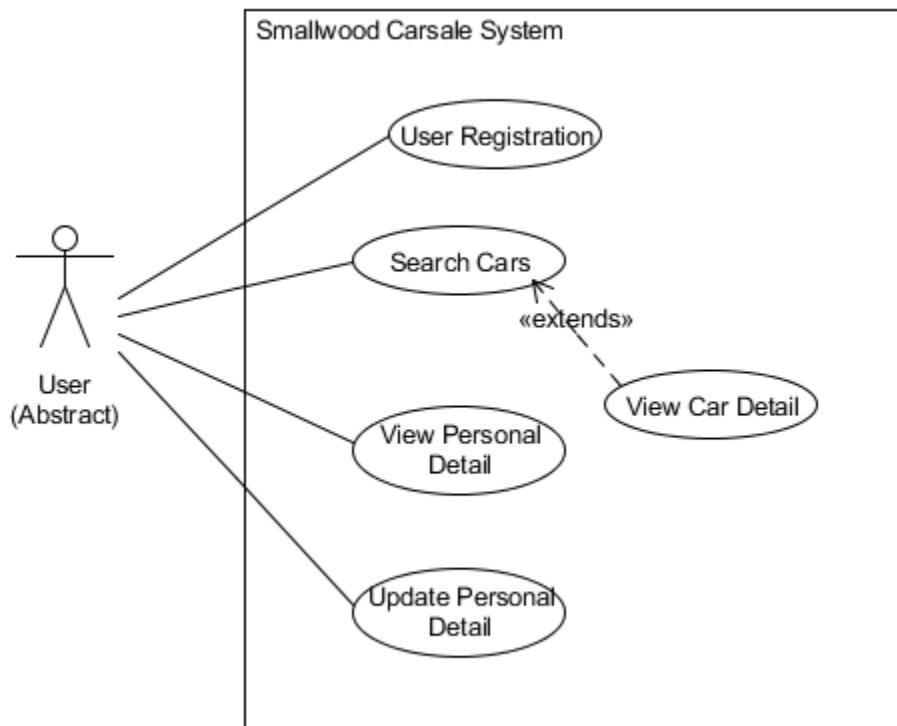 Smallwood Carsale System
User Registration
Search Cars
«extends»
View Car Detail
User
(Abstract)
View Personal
Detail
Update Personal
Detail